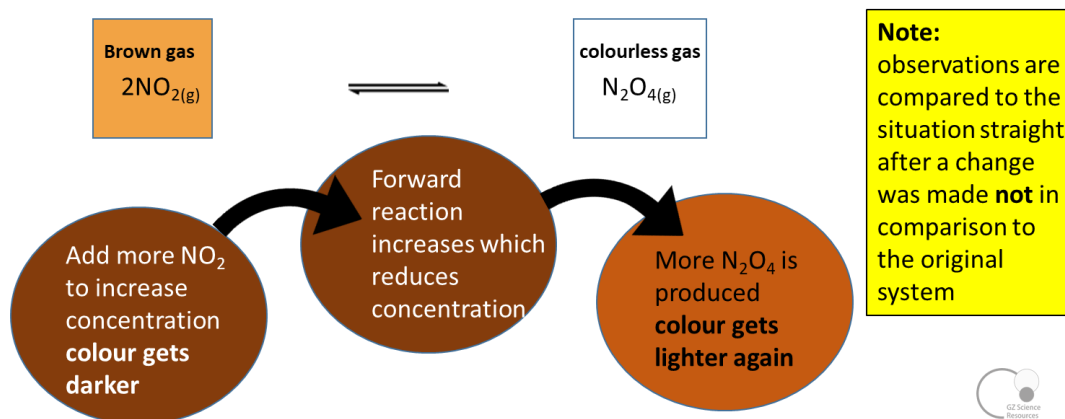 Brown gas
2NO2(g)
colourless gas
N2O4(g)
Note:
observations are
compared to the
situation straight
after a change
was made not in
comparison to
the original
system
Add more NO2
to increase
concentration
colour gets
darker
Forward
reaction
increases which
reduces
concentration
More N2O4 is
produced
colour gets
lighter again
GZ Science
Resources